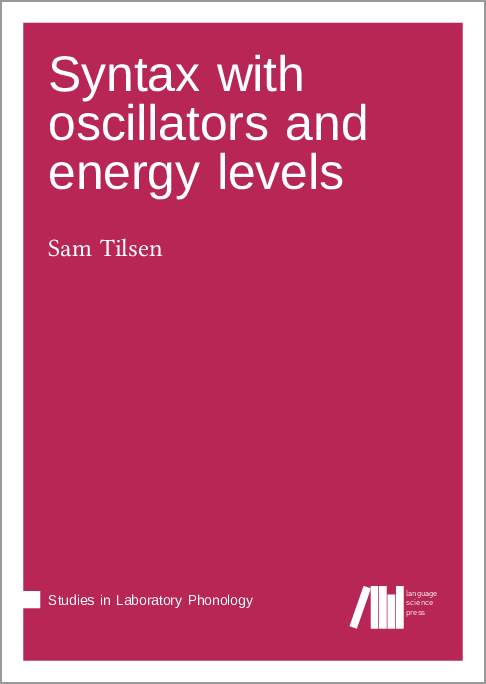 Syntax with
oscillators and
energy levels
Sam Tilsen
Studies in Laboratory Phonology
language
science
press